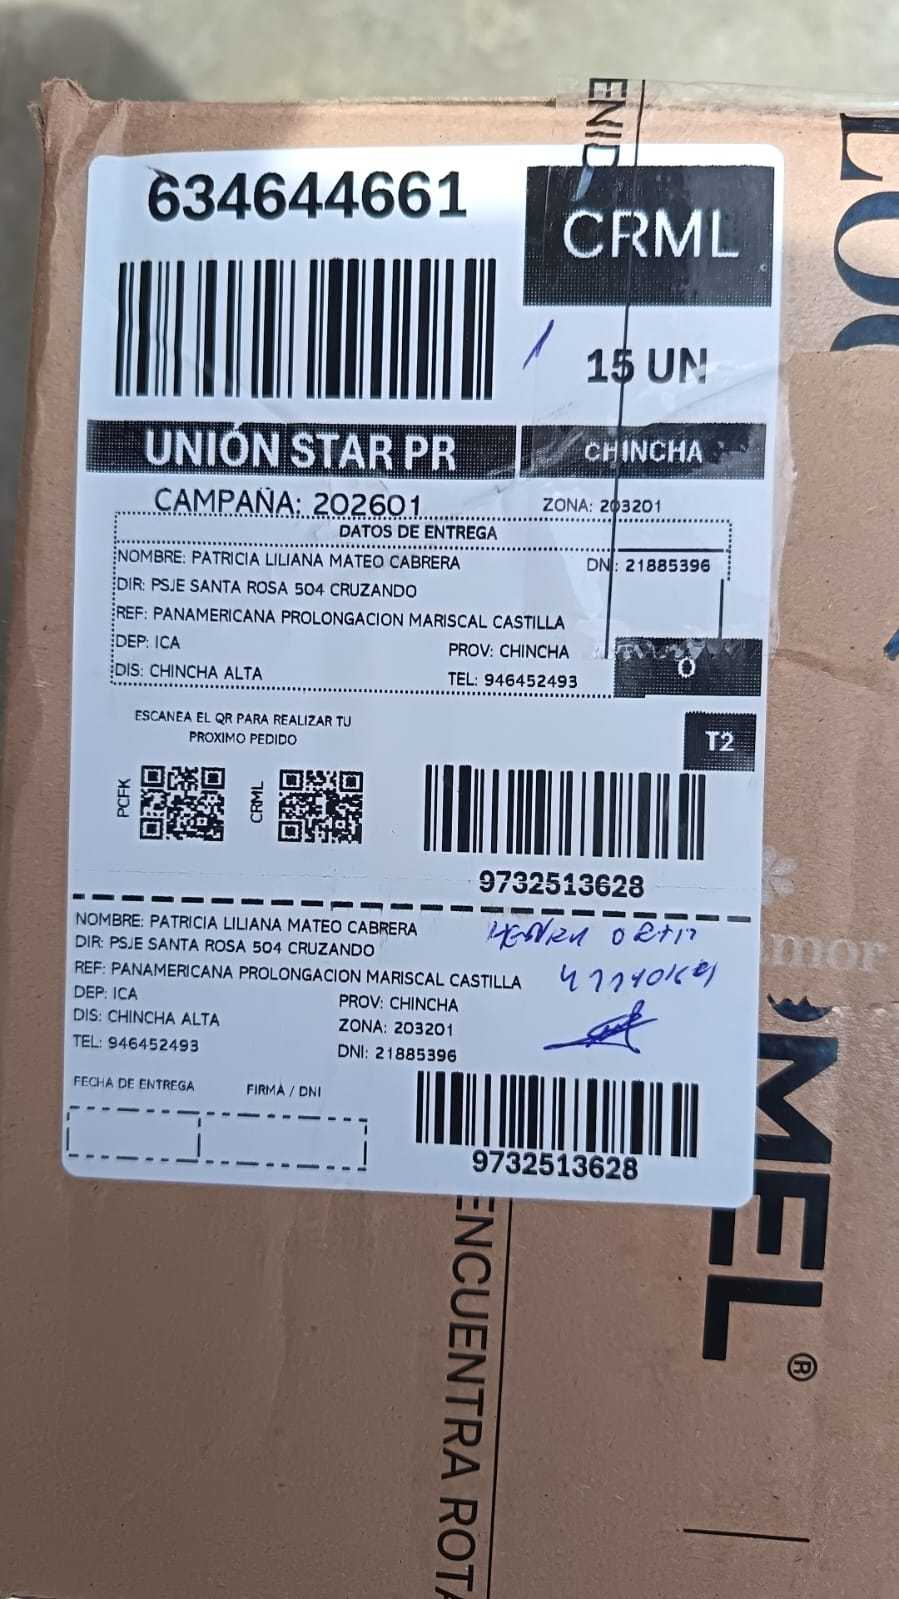 634644661
CRML
15 UN
UNIÓN STAR PR
CHINCHA
CAMPAÑA: 202601
ZONA: 203201
DATOS DE ENTREGA
NOMBRE: PATRICIA LILIANA MATEO CABRERA
DNI: 21885396
DIR: PSJE SANTA ROSA 504 CRUZANDO
REF: PANAMERICANA PROLONGACION MARISCAL CASTILLA
DEP: ICA
PROV: CHINCHA
DIS: CHINCHA ALTA
TEL: 946452493
O
T2
ESCANEA EL QR PARA REALIZAR TU
PROXIMO PEDIDO
PCFK
CRML
9732513628
NOMBRE: PATRICIA LILIANA MATEO CABRERA
DIR: PSJE SANTA ROSA 504 CRUZANDO
REF: PANAMERICANA PROLONGACION MARISCAL CASTILLA
DEP: ICA
PROV: CHINCHA
DIS: CHINCHA ALTA
ZONA: 203201
TEL: 946452493
DNI: 21885396
FECHA DE ENTREGA
FIRMA / DNI
9732513628
ENID
mor
OMEL®
ENCUENTRA ROTA